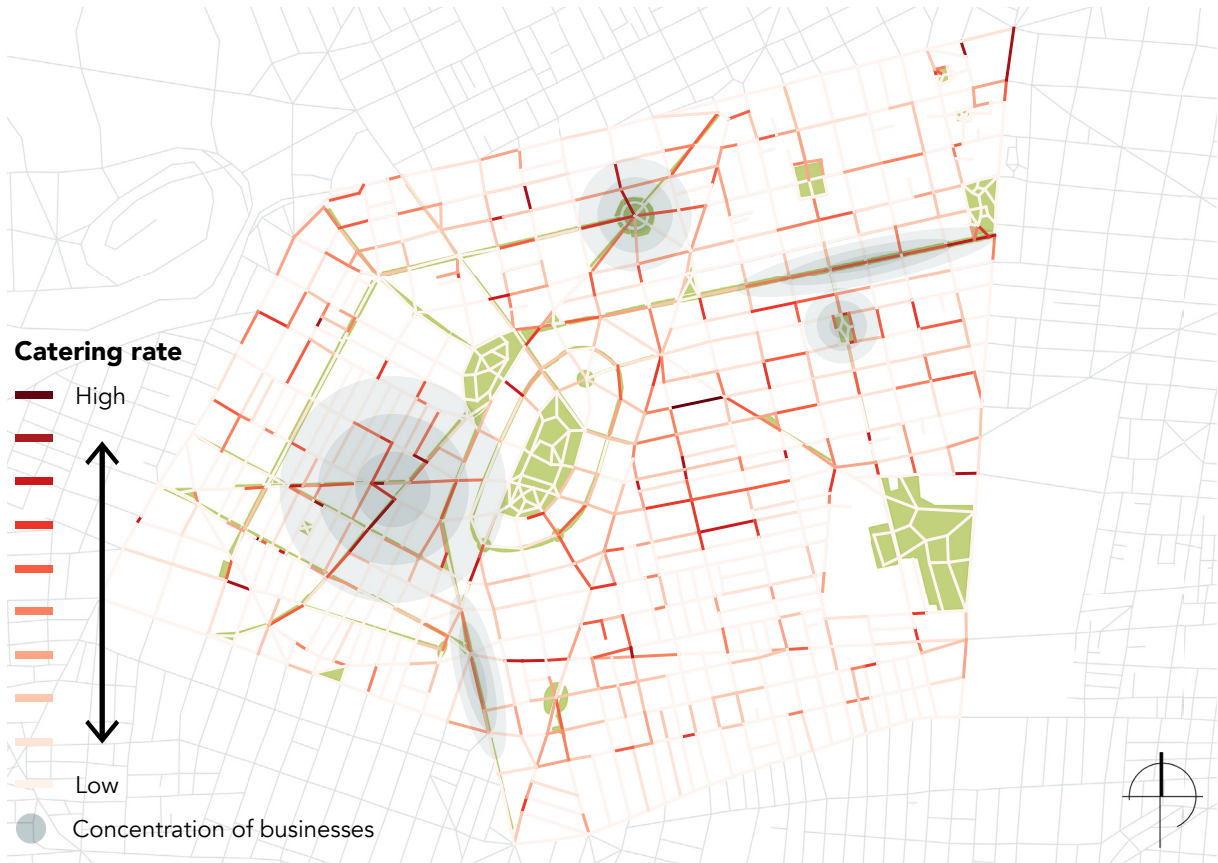 Catering rate
High
Low
Concentration of businesses